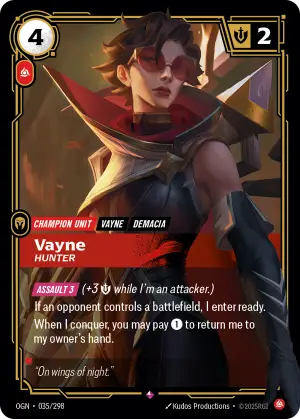 4
2
CHAMPION UNIT VAYNE DEMACIA
Vayne
HUNTER
ASSAULT 3 (+3 while I'm an attacker.)
If an opponent controls a battlefield, I enter ready.
When I conquer, you may pay 1 to return me to
my owner's hand.
"On wings of night."
OGN • 035/298
Kudos Productions • ©2025RGI